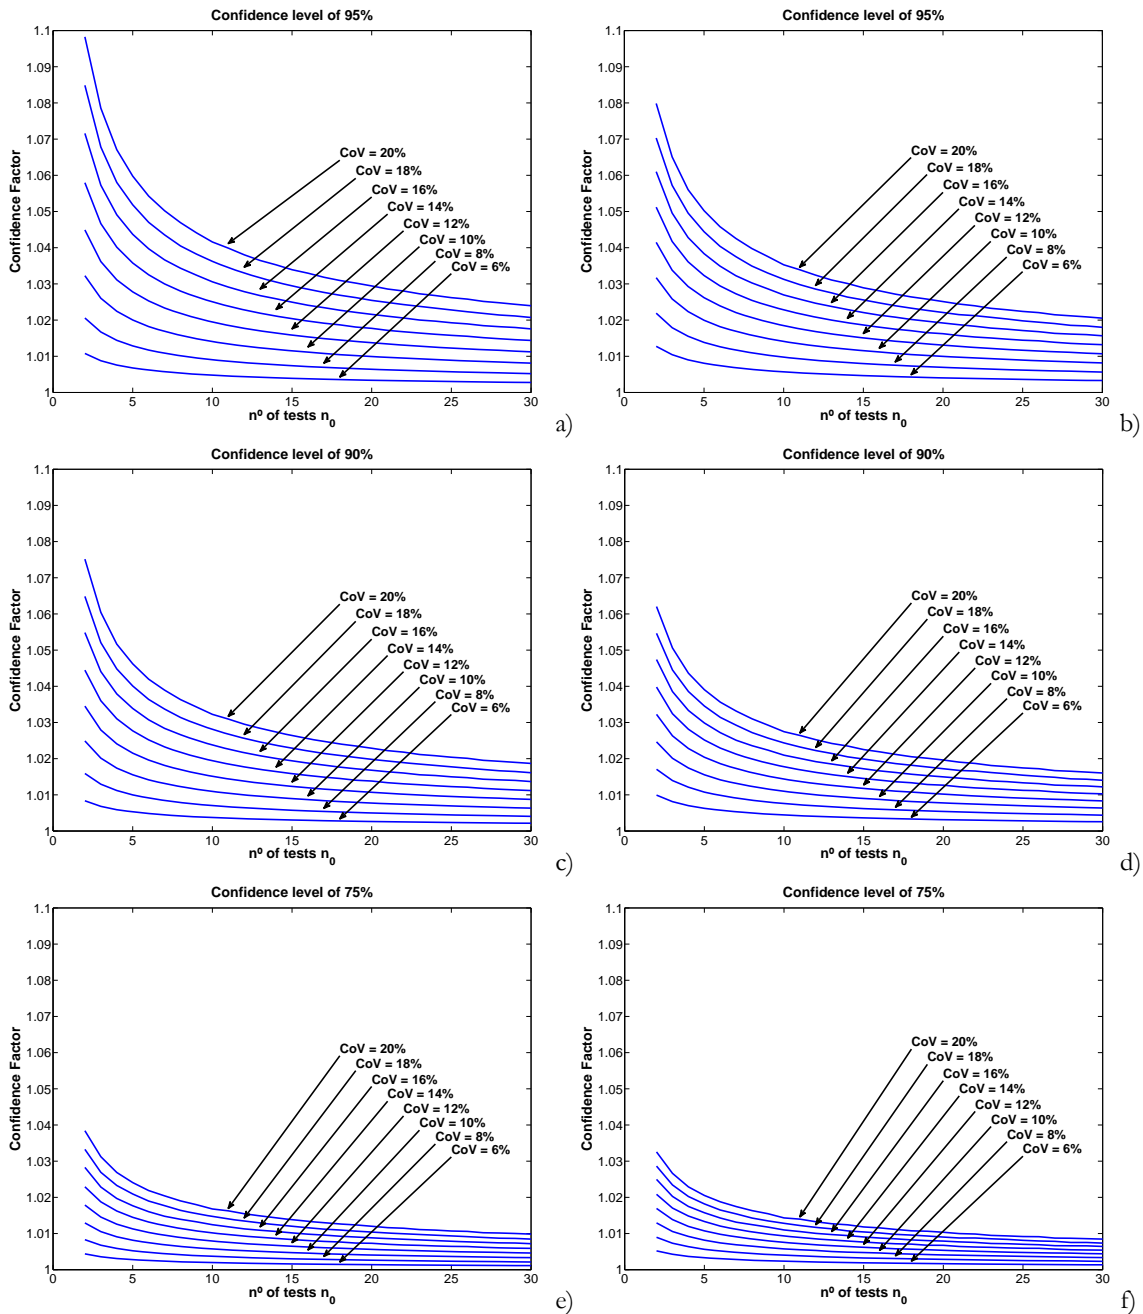 Confidence level of 95%
1.1
1.09
1.08
1.07
1.06
1.05
1.04
1.03
1.02
1.01
1
Confidence Factor
CoV = 20%
CoV = 18%
CoV = 16%
CoV = 14%
CoV = 12%
CoV = 10%
CoV = 8%
CoV = 6%
0 5 10 15 20 25 30
nº of tests n0
a)
Confidence level of 95%
1.1
1.09
1.08
1.07
1.06
1.05
1.04
1.03
1.02
1.01
1
Confidence Factor
CoV = 20%
CoV = 18%
CoV = 16%
CoV = 14%
CoV = 12%
CoV = 10%
CoV = 8%
CoV = 6%
0 5 10 15 20 25 30
nº of tests n0
b)
Confidence level of 90%
1.1
1.09
1.08
1.07
1.06
1.05
1.04
1.03
1.02
1.01
1
Confidence Factor
CoV = 20%
CoV = 18%
CoV = 16%
CoV = 14%
CoV = 12%
CoV = 10%
CoV = 8%
CoV = 6%
0 5 10 15 20 25 30
nº of tests n0
c)
Confidence level of 90%
1.1
1.09
1.08
1.07
1.06
1.05
1.04
1.03
1.02
1.01
1
Confidence Factor
CoV = 20%
CoV = 18%
CoV = 16%
CoV = 14%
CoV = 12%
CoV = 10%
CoV = 8%
CoV = 6%
0 5 10 15 20 25 30
nº of tests n0
d)
Confidence level of 75%
1.1
1.09
1.08
1.07
1.06
1.05
1.04
1.03
1.02
1.01
1
Confidence Factor
CoV = 20%
CoV = 18%
CoV = 16%
CoV = 14%
CoV = 12%
CoV = 10%
CoV = 8%
CoV = 6%
0 5 10 15 20 25 30
nº of tests n0
e)
Confidence level of 75%
1.1
1.09
1.08
1.07
1.06
1.05
1.04
1.03
1.02
1.01
1
Confidence Factor
CoV = 20%
CoV = 18%
CoV = 16%
CoV = 14%
CoV = 12%
CoV = 10%
CoV = 8%
CoV = 6%
0 5 10 15 20 25 30
nº of tests n0
f)